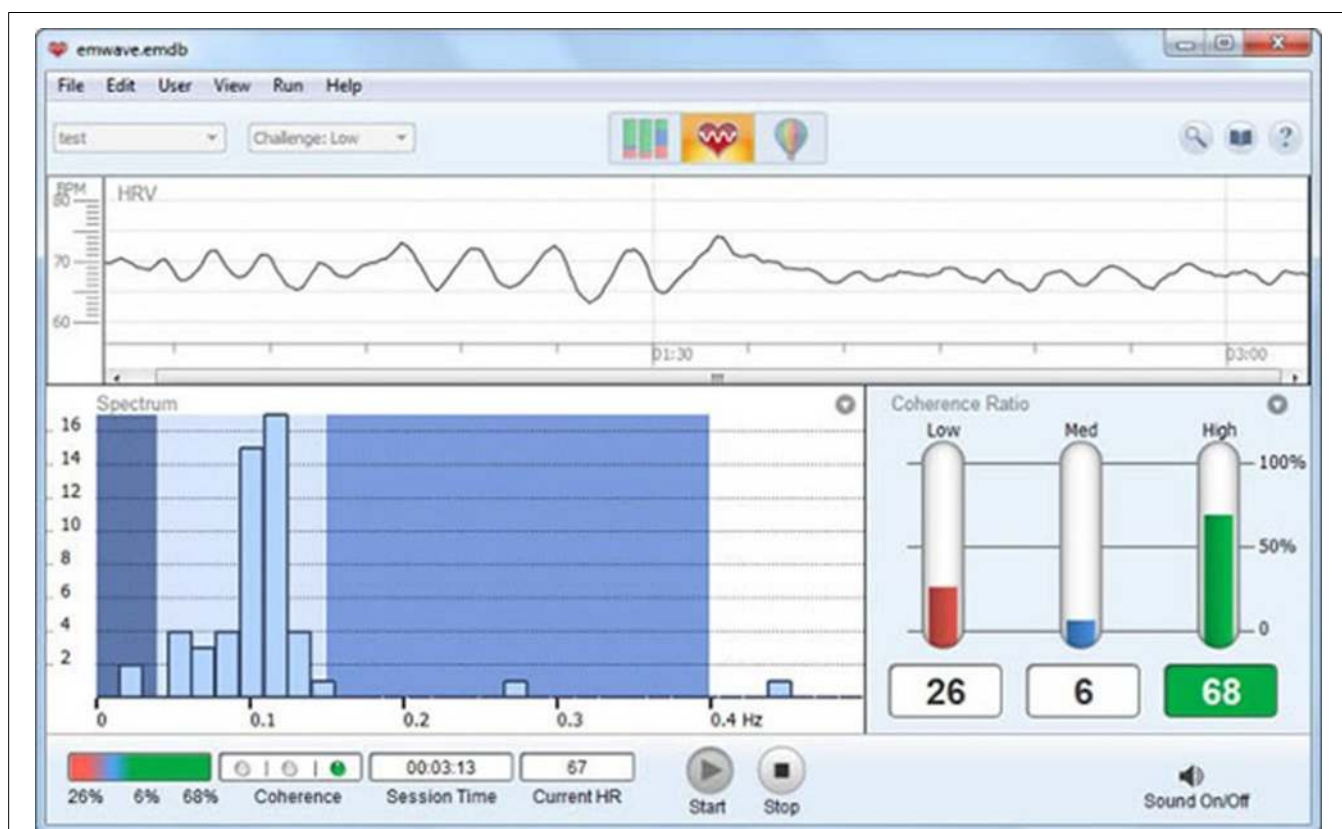 emwave.emdb
File Edit User View Run Help
test Challenge: Low ?
BPM HRV
80
70
60
01:30 03:00
Spectrum
16
14
12
10
8
6
4
2
0 0.1 0.2 0.3 0.4 Hz
Coherence Ratio
Low Med High
100%
50%
0
26 6 68
00:03:13 67
26% 6% 68% Coherence Session Time Current HR Start Stop Sound On/Off